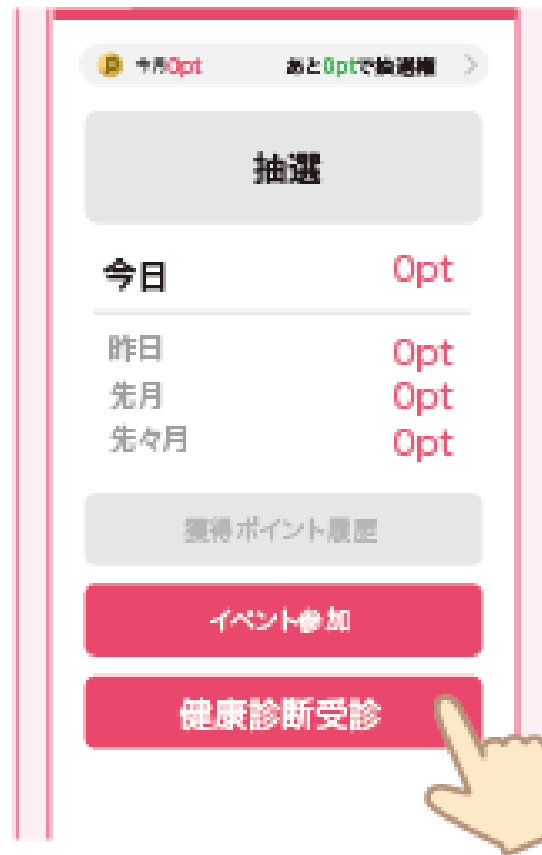 今月0pt あと0ptで抽選権
抽選
今日 0pt
昨日 0pt
先月 0pt
先々月 0pt
獲得ポイント履歴
イベント参加
健康診断受診